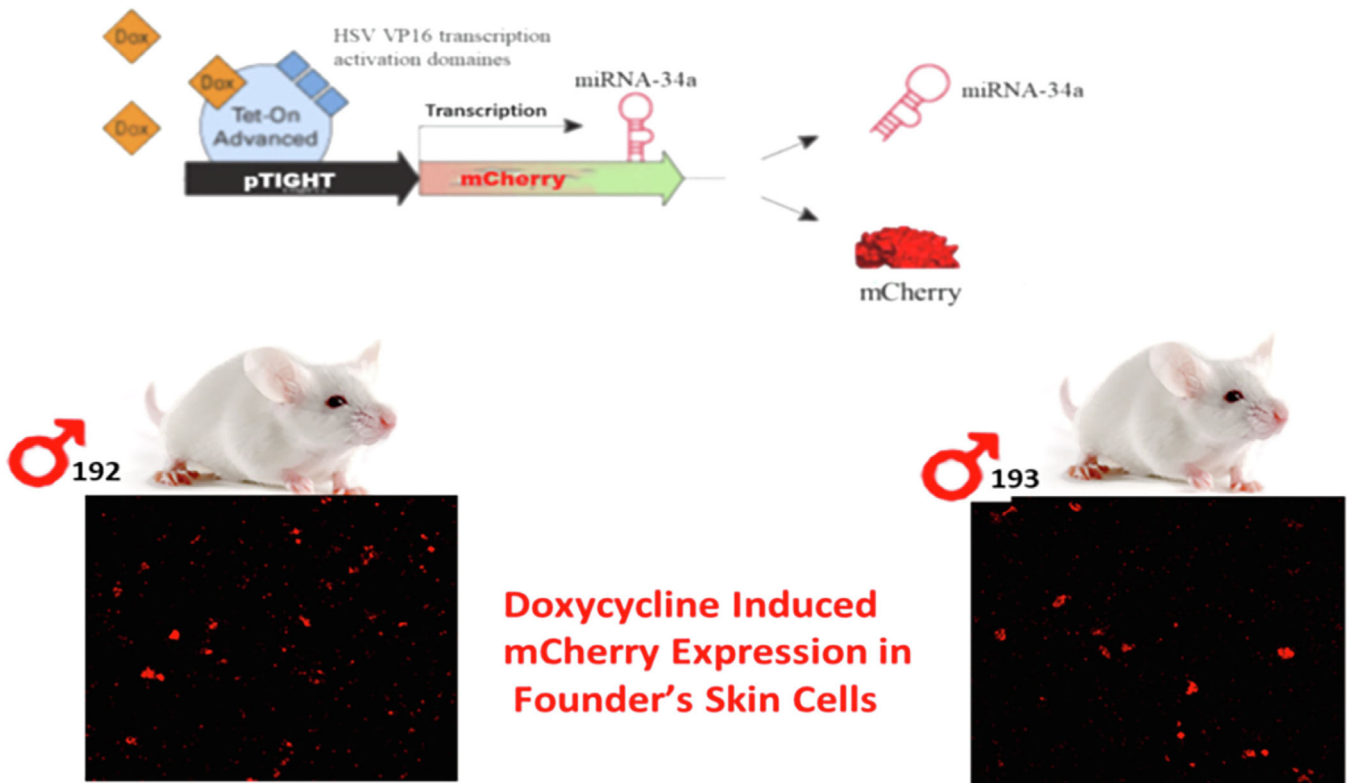 Dox
HSV VP16 transcription
activation domaines
Dox
Dox
Tet-On
Advanced
miRNA-34a
Transcription
pTIGHT
mCherry
miRNA-34a
mCherry
192
193
Doxycycline Induced
mCherry Expression in
Founder's Skin Cells